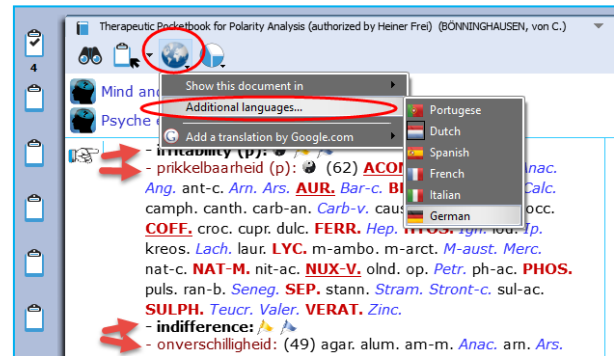 Therapeutic Pocketbook for Polarity Analysis (authorized by Heiner Frei) (BÖNNINGHAUSEN, von C.)
4
Show this document in
Mind and
Additional languages...
Portugese
Psyche
Dutch
Add a translation by Google.com
Spanish
- irritability (p):
French
- prikkelbaarheid (p): (62) ACON Anac.
Italian
Ang. ant-c. Arn. Ars. AUR. Bar-c. Calc.
German
camph. canth. carb-an. Carb-v. caus occ.
COFF. croc. cupr. dulc. FERR. Hep. HYOS. Ign. iod. Ip.
kreos. Lach. laur. LYC. m-ambo. m-arct. M-aust. Merc.
nat-c. NAT-M. nit-ac. NUX-V. olnd. op. Petr. ph-ac. PHOS.
puls. ran-b. Seneg. SEP. stann. Stram. Stront-c. sul-ac.
SULPH. Teucr. Valer. VERAT. Zinc.
- indifference:
- onverschilligheid: (49) agar. alum. am-m. Anac. arn. Ars.